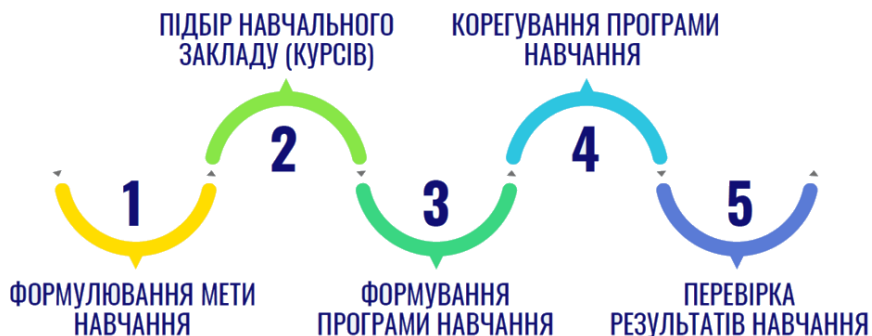 ПІДБІР НАВЧАЛЬНОГО
ЗАКЛАДУ (КУРСІВ)
КОРЕГУВАННЯ ПРОГРАМИ
НАВЧАННЯ
1
2
3
4
5
ФОРМУЛЮВАННЯ МЕТИ
НАВЧАННЯ
ФОРМУВАННЯ
ПРОГРАМИ НАВЧАННЯ
ПЕРЕВІРКА
РЕЗУЛЬТАТІВ НАВЧАННЯ